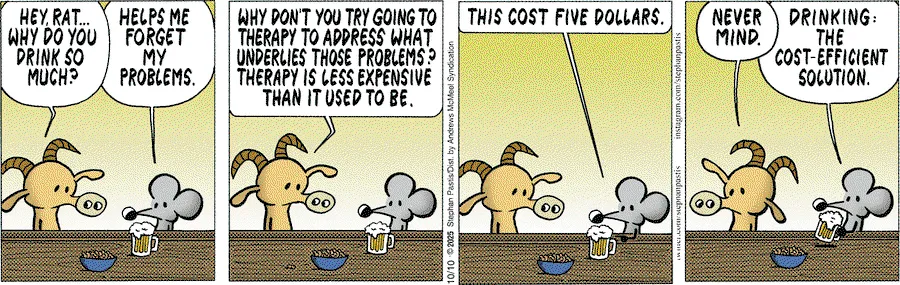 HEY, RAT...
WHY DO YOU
DRINK SO
MUCH?
HELPS ME
FORGET
MY
PROBLEMS.
WHY DON'T YOU TRY GOING TO
THERAPY TO ADDRESS WHAT
UNDERLIES THOSE PROBLEMS?
THERAPY IS LESS EXPENSIVE
THAN IT USED TO BE.
10/10 © 2025 Stephan Pastis/Dist. by Andrews McMeel Syndication
THIS COST FIVE DOLLARS.
instagram.com/stephanpastis
NEVER
MIND.
DRINKING:
THE
COST-EFFICIENT
SOLUTION.